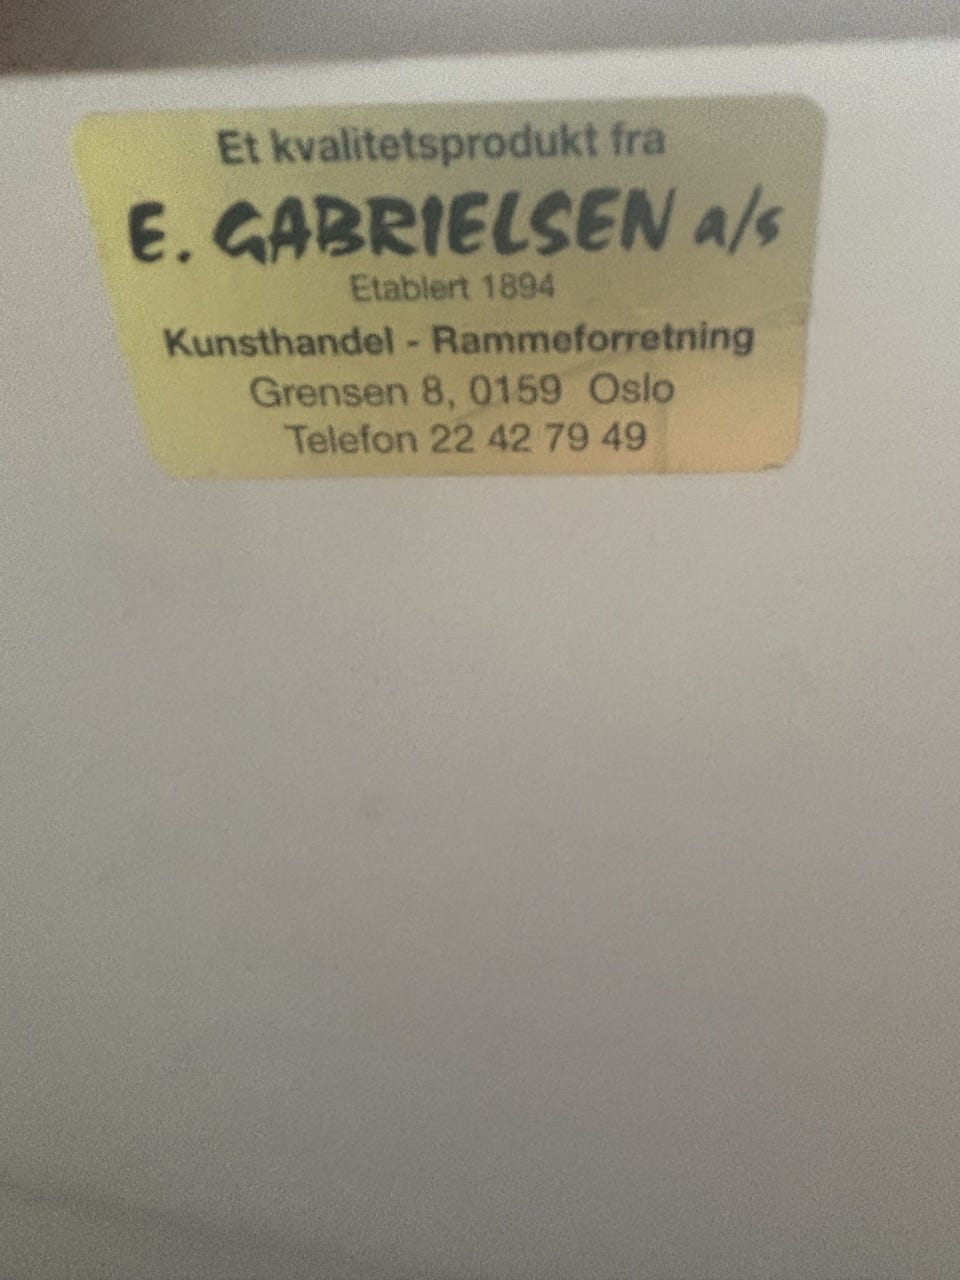 Et kvalitetsprodukt fra
E. GABRIELSEN a/s
Etablert 1894
Kunsthandel - Rammeforretning
Grensen 8, 0159 Oslo
Telefon 22 42 79 49